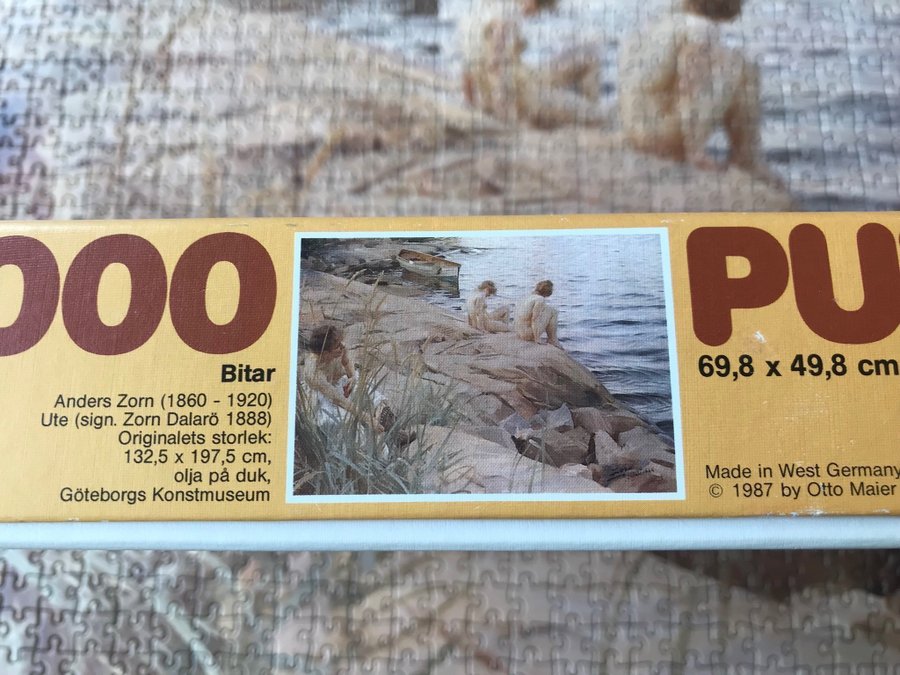 000
Bitar
Anders Zorn (1860 - 1920)
Ute (sign. Zorn Dalarö 1888)
Originalets storlek:
132,5 x 197,5 cm,
olja på duk,
Göteborgs Konstmuseum
PU
69,8 x 49,8 cm
Made in West Germany
© 1987 by Otto Maier